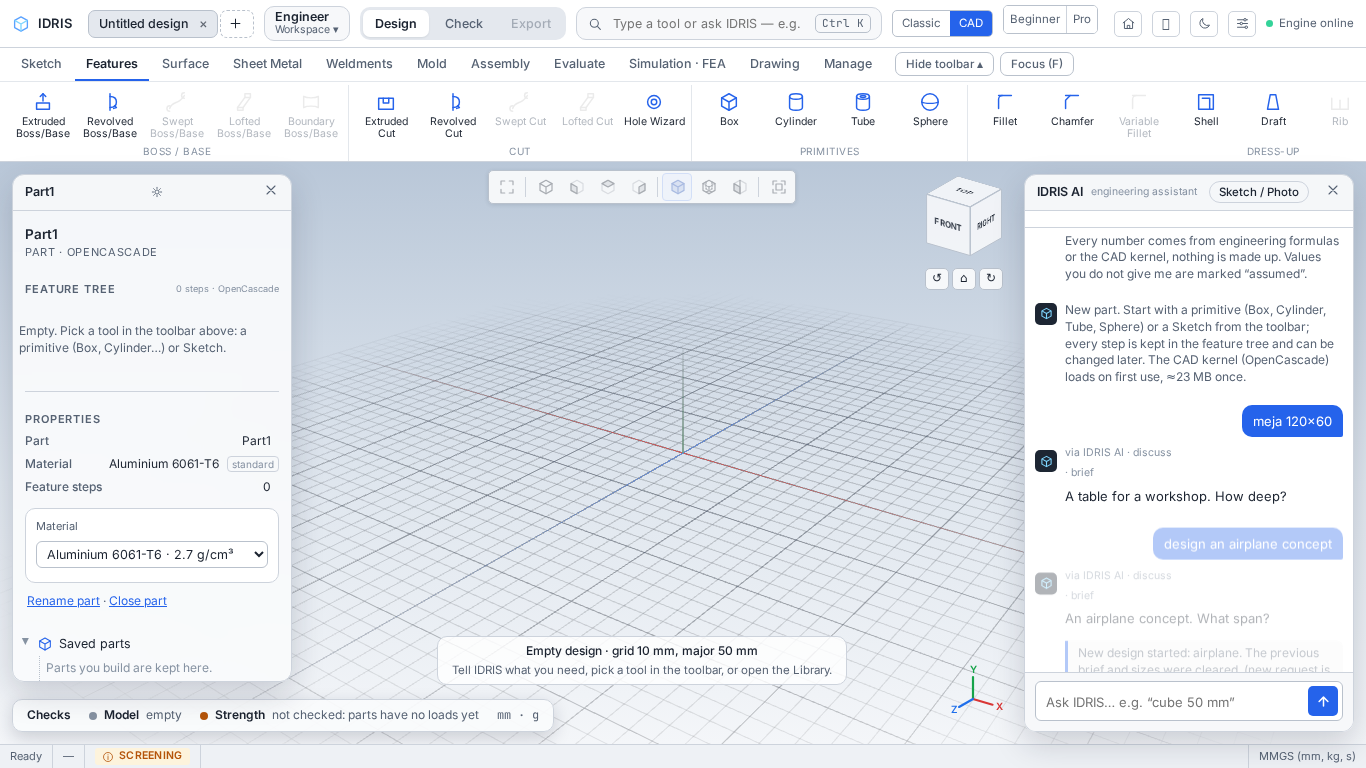 IDRIS
Untitled design ×
+
Engineer
Workspace ▾
Design
Check
Export
Type a tool or ask IDRIS — e.g.
Ctrl K
Classic
CAD
Beginner
Pro
Engine online
Sketch
Features
Surface
Sheet Metal
Weldments
Mold
Assembly
Evaluate
Simulation · FEA
Drawing
Manage
Hide toolbar ▴
Focus (F)
Extruded
Boss/Base
Revolved
Boss/Base
Swept
Boss/Base
Lofted
Boss/Base
Boundary
Boss/Base
BOSS / BASE
Extruded
Cut
Revolved
Cut
Swept Cut
Lofted Cut
Hole Wizard
CUT
Box
Cylinder
Tube
Sphere
PRIMITIVES
Fillet
Chamfer
Variable
Fillet
Shell
Draft
Rib
DRESS-UP
Part1
Part1
PART · OPENCASCADE
FEATURE TREE
0 steps · OpenCascade
Empty. Pick a tool in the toolbar above: a
primitive (Box, Cylinder...) or Sketch.
PROPERTIES
Part
Part1
Material
Aluminium 6061-T6
standard
Feature steps
0
Material
Aluminium 6061-T6 · 2.7 g/cm³
Rename part · Close part
▼
Saved parts
Parts you build are kept here.
TOP
FRONT
RIGHT
↺
⌂
↻
Empty design · grid 10 mm, major 50 mm
Tell IDRIS what you need, pick a tool in the toolbar, or open the Library.
Y
X
Z
IDRIS AI
engineering assistant
Sketch / Photo
Every number comes from engineering formulas
or the CAD kernel, nothing is made up. Values
you do not give me are marked “assumed”.
New part. Start with a primitive (Box, Cylinder,
Tube, Sphere) or a Sketch from the toolbar;
every step is kept in the feature tree and can be
changed later. The CAD kernel (OpenCascade)
loads on first use, ≈23 MB once.
meja 120×60
via IDRIS AI · discuss
· brief
A table for a workshop. How deep?
design an airplane concept
via IDRIS AI · discuss
· brief
An airplane concept. What span?
New design started: airplane. The previous
brief and sizes were cleared. (new request is
Ask IDRIS... e.g. “cube 50 mm”
Checks
Model empty
Strength not checked: parts have no loads yet
mm · g
Ready
—
SCREENING
MMGS (mm, kg, s)